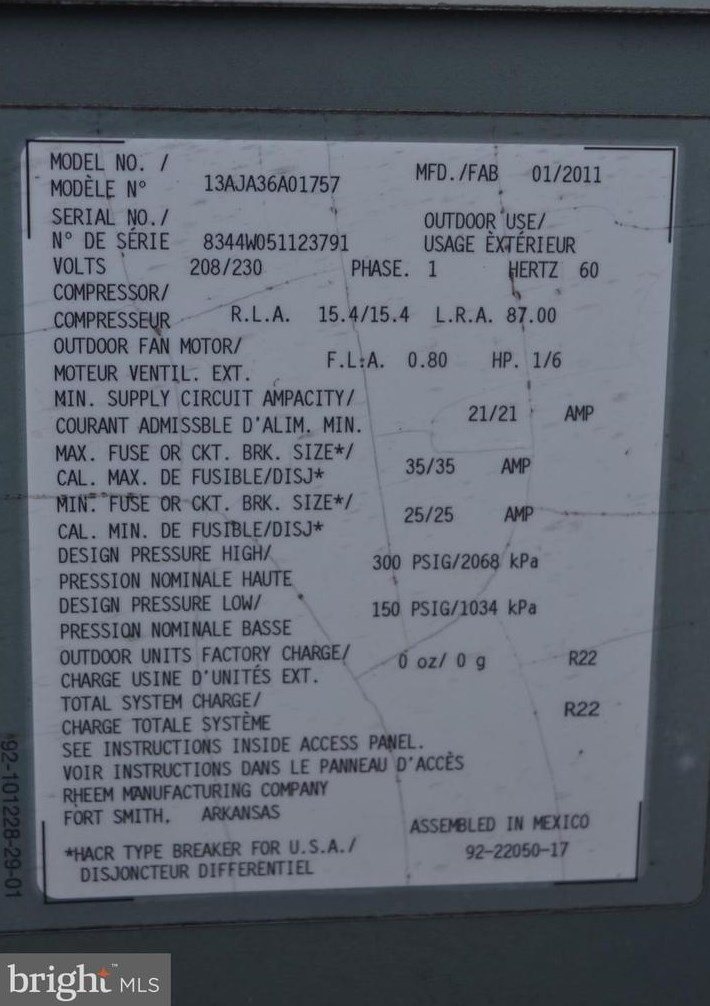 MODEL NO. /
MODÈLE N° 13AJA36A01757 MFD./FAB 01/2011
SERIAL NO./ OUTDOOR USE/
N° DE SÉRIE 8344W051123791 USAGE ÈXTÉRIEUR
VOLTS 208/230 PHASE. 1 HERTZ 60
COMPRESSOR/
COMPRESSEUR R.L.A. 15.4/15.4 L.R.A. 87.00
OUTDOOR FAN MOTOR/
MOTEUR VENTIL. EXT. F.L.A. 0.80 HP. 1/6
MIN. SUPPLY CIRCUIT AMPACITY/
COURANT ADMISSBLE D'ALIM. MIN. 21/21 AMP
MAX. FUSE OR CKT. BRK. SIZE*/
CAL. MAX. DE FUSIBLE/DISJ* 35/35 AMP
MIN. FUSE OR CKT. BRK. SIZE*/
CAL. MIN. DE FUSIBLE/DISJ* 25/25 AMP
DESIGN PRESSURE HIGH/
PRESSION NOMINALE HAUTE 300 PSIG/2068 kPa
DESIGN PRESSURE LOW/
PRESSION NOMINALE BASSE 150 PSIG/1034 kPa
OUTDOOR UNITS FACTORY CHARGE/
CHARGE USINE D'UNITÉS EXT. 0 oz/ 0 g R22
TOTAL SYSTEM CHARGE/
CHARGE TOTALE SYSTÈME R22
SEE INSTRUCTIONS INSIDE ACCESS PANEL.
VOIR INSTRUCTIONS DANS LE PANNEAU D'ACCÈS
RHEEM MANUFACTURING COMPANY
FORT SMITH, ARKANSAS
ASSEMBLED IN MEXICO
*HACR TYPE BREAKER FOR U.S.A./ 92-22050-17
DISJONCTEUR DIFFERENTIEL
92-101228-29-01
bright™ MLS